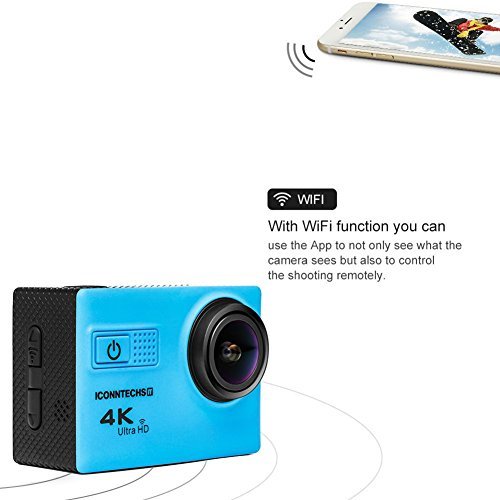 WIFI
With WiFi function you can
use the App to not only see what the
camera sees but also to control
the shooting remotely.
ICONNTECHS IT
4K
Ultra HD